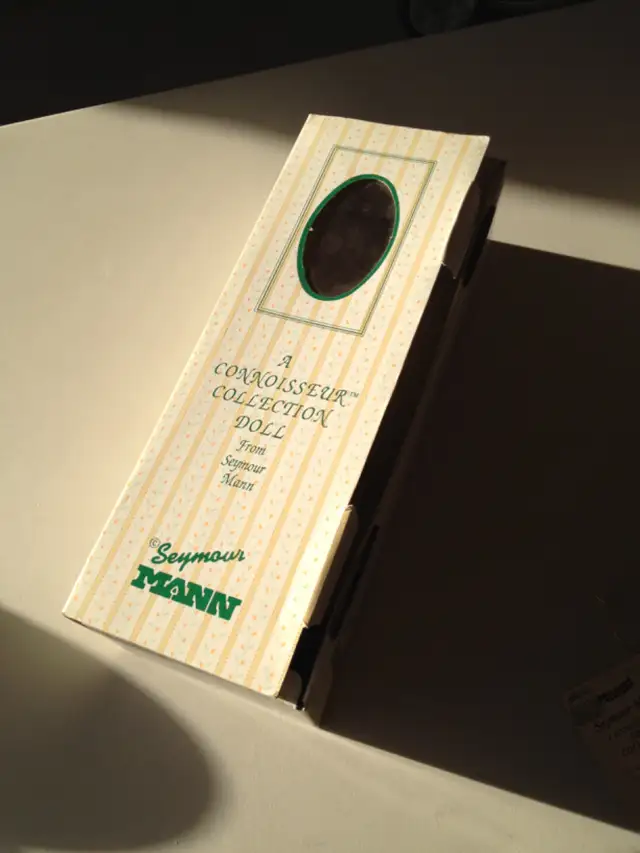 A
CONNOISSEUR™
COLLECTION
DOLL
From
Seymour
Mann
©Seymour
MANN